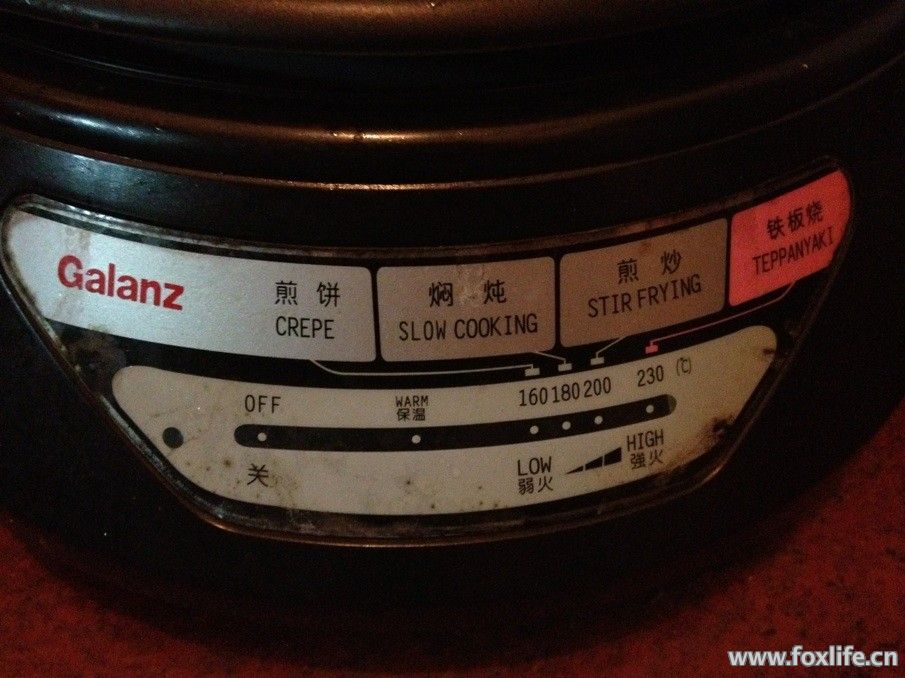 Galanz
煎饼
CREPE
焖炖
SLOW COOKING
煎炒
STIR FRYING
铁板烧
TEPPANYAKI
OFF
WARM
保温
160 180 200 230 (℃)
关
LOW
弱火
HIGH
強火
www.foxlife.cn